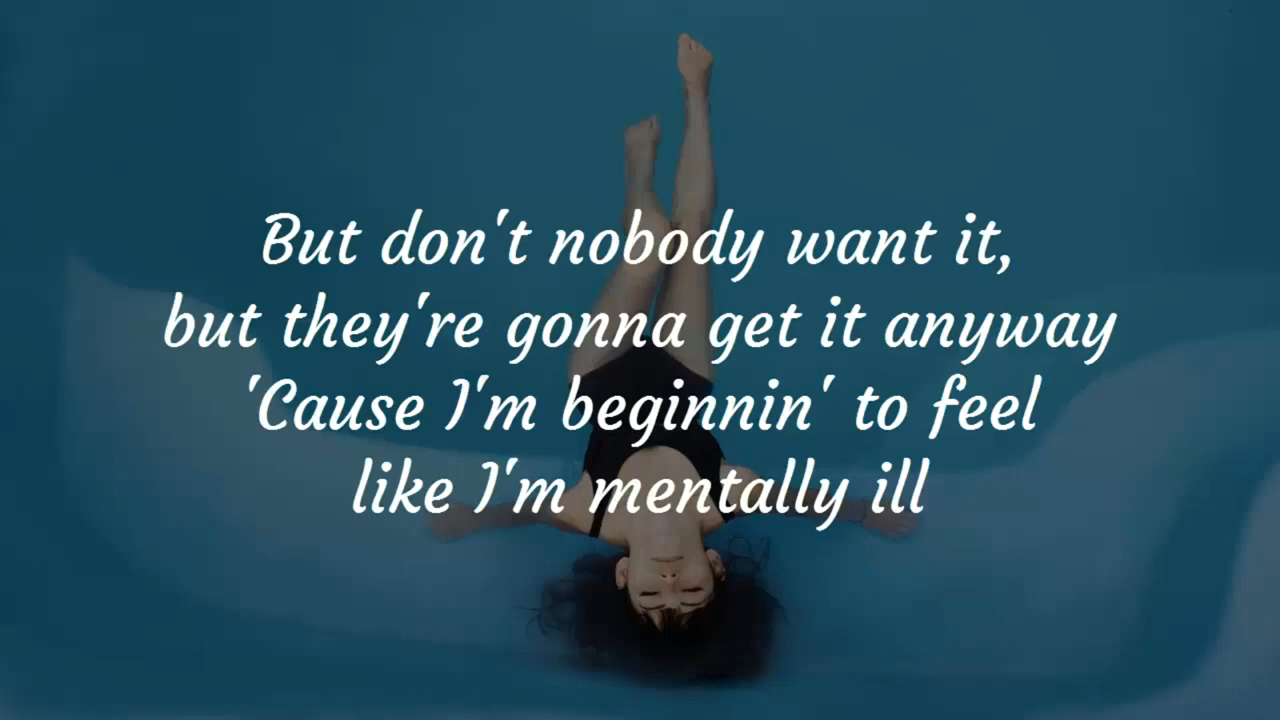 But don't nobody want it,
but they're gonna get it anyway
'Cause I'm beginnin' to feel
like I'm mentally ill